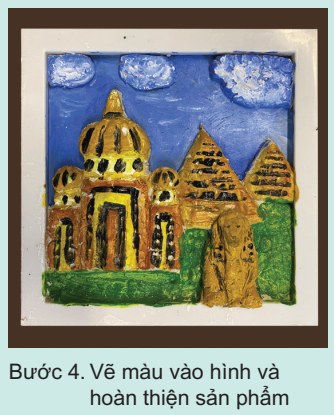 Bước 4. Vẽ màu vào hình và
hoàn thiện sản phẩm